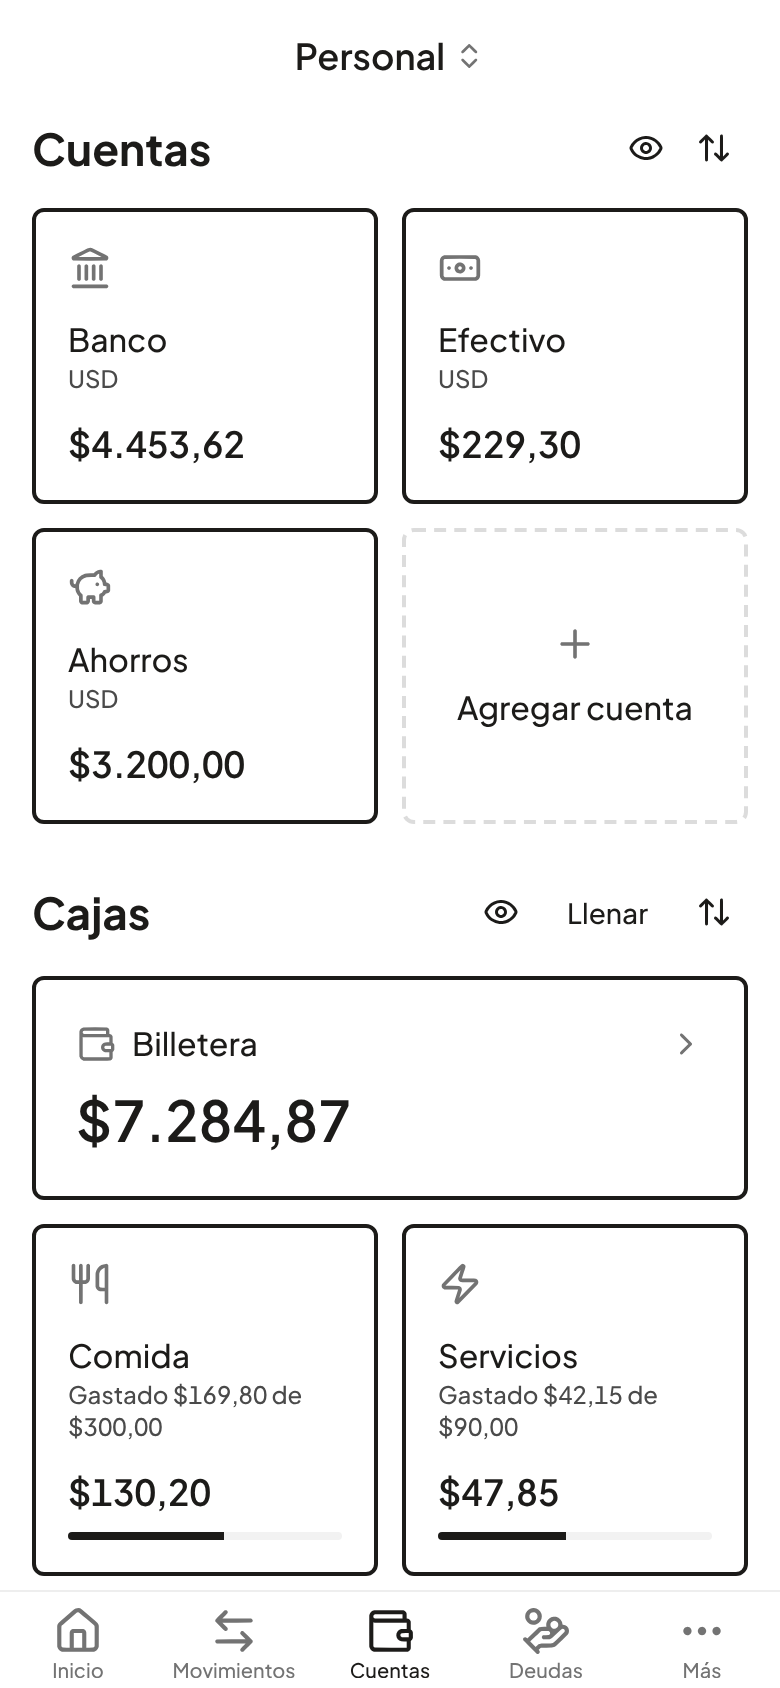 Personal
Cuentas
Banco
USD
$4.453,62
Efectivo
USD
$229,30
Ahorros
USD
$3.200,00
Agregar cuenta
Cajas
Llenar
Billetera
$7.284,87
Comida
Gastado $169,80 de
$300,00
$130,20
Servicios
Gastado $42,15 de
$90,00
$47,85
Inicio
Movimientos
Cuentas
Deudas
Más